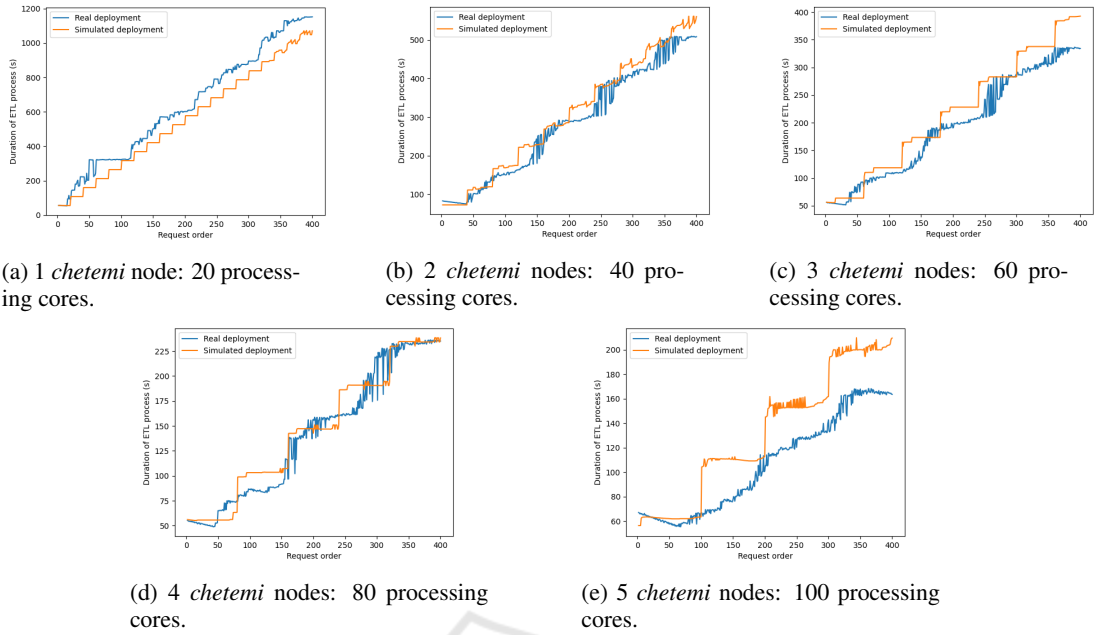 Real deployment
Simulated deployment
1200
1000
800
600
400
200
0
Duration of ETL process (s)
0 50 100 150 200 250 300 350 400
Request order
(a) 1 chetemi node: 20 process-
ing cores.
Real deployment
Simulated deployment
500
400
300
200
100
Duration of ETL process (s)
0 50 100 150 200 250 300 350 400
Request order
(b) 2 chetemi nodes: 40 pro-
cessing cores.
Real deployment
Simulated deployment
400
350
300
250
200
150
100
50
Duration of ETL process (s)
0 50 100 150 200 250 300 350 400
Request order
(c) 3 chetemi nodes: 60 pro-
cessing cores.
Real deployment
Simulated deployment
225
200
175
150
125
100
75
50
Duration of ETL process (s)
0 50 100 150 200 250 300 350 400
Request order
(d) 4 chetemi nodes: 80 processing
cores.
Real deployment
Simulated deployment
200
180
160
140
120
100
80
60
Duration of ETL process (s)
0 50 100 150 200 250 300 350 400
Request order
(e) 5 chetemi nodes: 100 processing
cores.